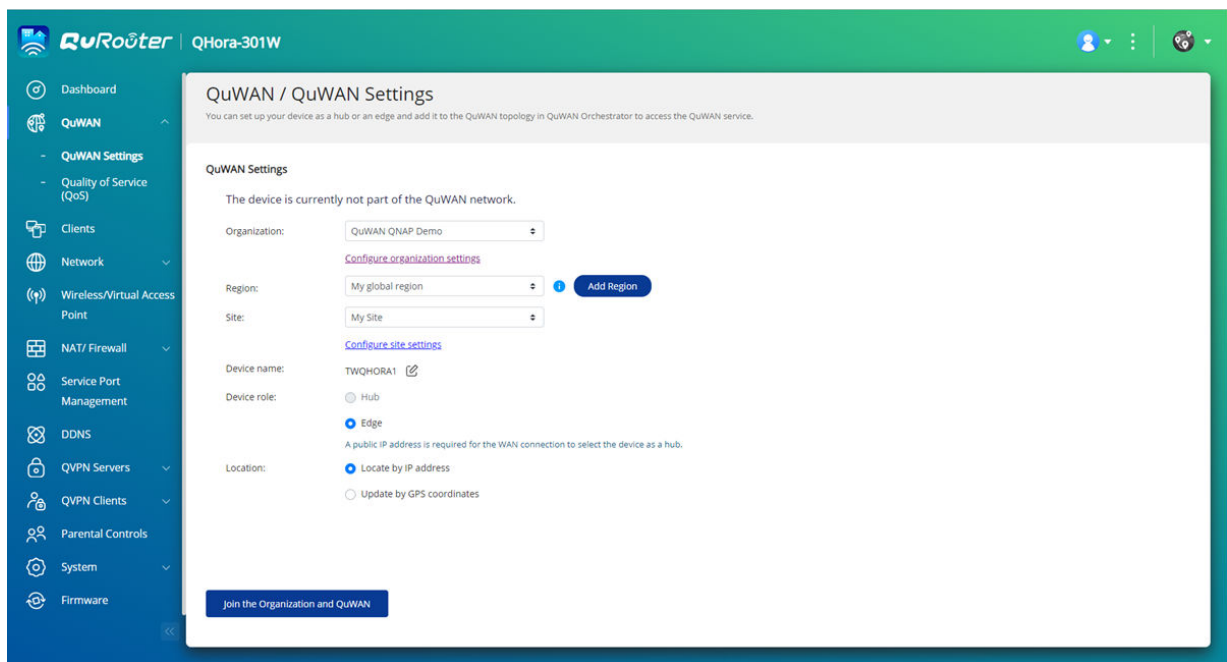 QuRouter | QHora-301W
Dashboard
QuWAN
- QuWAN Settings
- Quality of Service
(QoS)
Clients
Network
Wireless/Virtual Access
Point
NAT/ Firewall
Service Port
Management
DDNS
QVPN Servers
QVPN Clients
Parental Controls
System
Firmware
QuWAN / QuWAN Settings
You can set up your device as a hub or an edge and add it to the QuWAN topology in QuWAN Orchestrator to access the QuWAN service.
QuWAN Settings
The device is currently not part of the QuWAN network.
Organization: QuWAN QNAP Demo
Configure organization settings
Region: My global region Add Region
Site: My Site
Configure site settings
Device name: TWQHORA1
Device role: Hub
Edge
A public IP address is required for the WAN connection to select the device as a hub.
Location: Locate by IP address
Update by GPS coordinates
Join the Organization and QuWAN